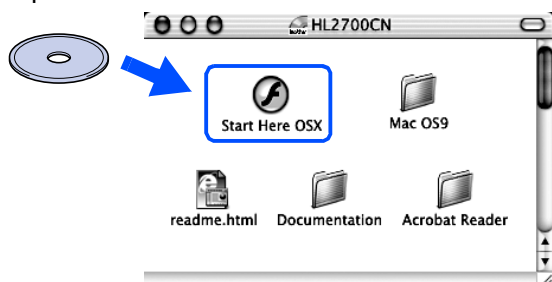 HL2700CN
Start Here OSX
Mac OS9
readme.html
Documentation
Acrobat Reader